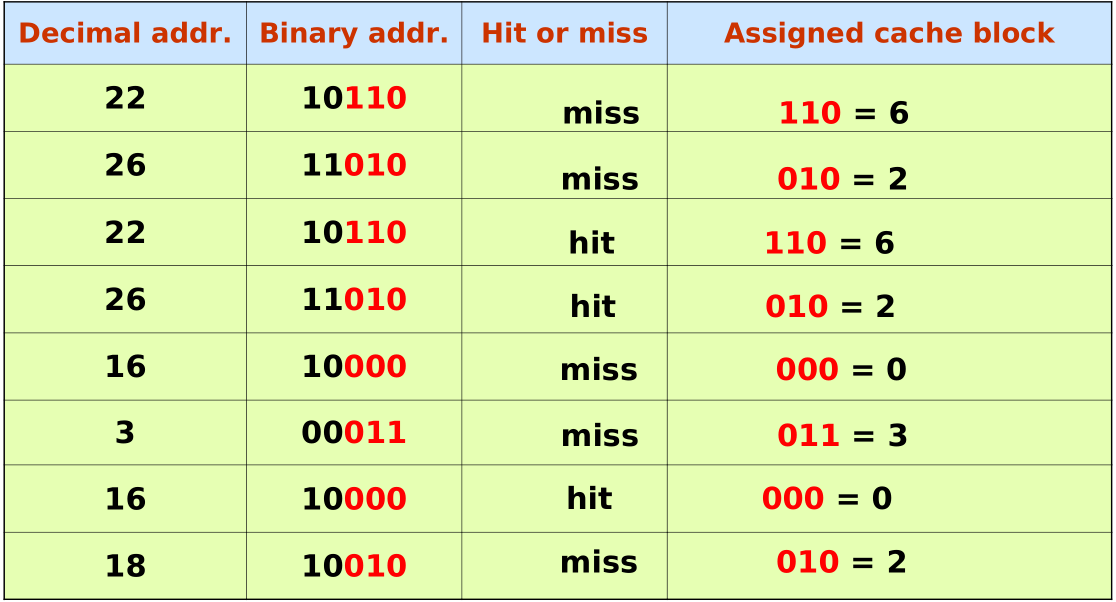 Decimal addr. Binary addr. Hit or miss Assigned cache block
22 10110 miss 110 = 6
26 11010 miss 010 = 2
22 10110 hit 110 = 6
26 11010 hit 010 = 2
16 10000 miss 000 = 0
3 00011 miss 011 = 3
16 10000 hit 000 = 0
18 10010 miss 010 = 2